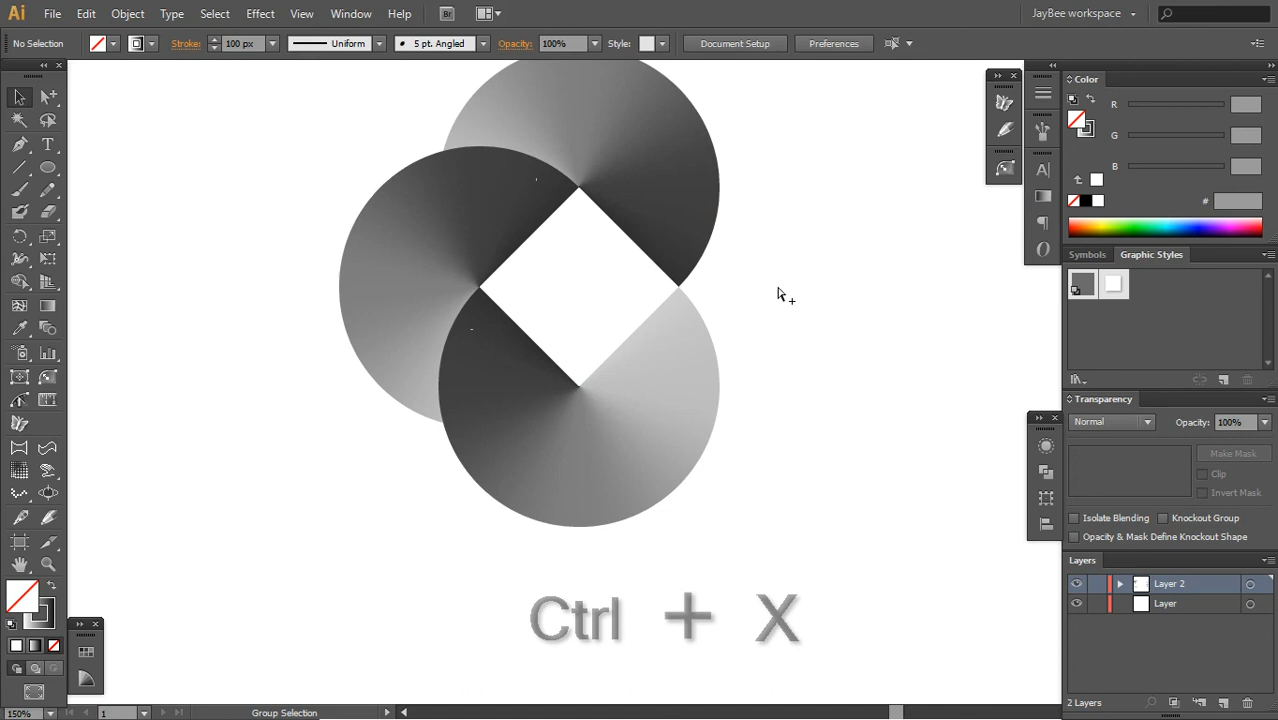 Ai File Edit Object Type Select Effect View Window Help Br JayBee workspace
No Selection Stroke: 100 px Uniform 5 pt. Angled Opacity: 100% Style: Document Setup Preferences
Color
R
G
B
#
Symbols Graphic Styles
Transparency
Normal Opacity: 100%
Make Mask
Clip
Invert Mask
Isolate Blending Knockout Group
Opacity & Mask Define Knockout Shape
Layers
Layer 2
Layer
Ctrl + X
2 Layers
150% 1 Group Selection